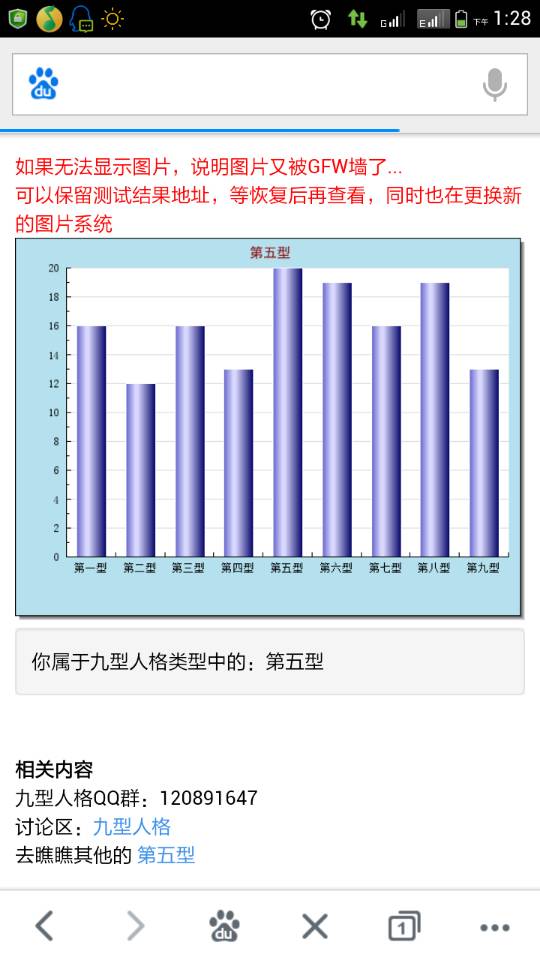 G E 下午 1:28
du
如果无法显示图片，说明图片又被GFW墙了...
可以保留测试结果地址，等恢复后再查看，同时也在更换新
的图片系统
第五型
20
18
16
14
12
10
8
6
4
2
0
第一型 第二型 第三型 第四型 第五型 第六型 第七型 第八型 第九型
你属于九型人格类型中的：第五型
相关内容
九型人格QQ群：120891647
讨论区：九型人格
去瞧瞧其他的 第五型
du 1